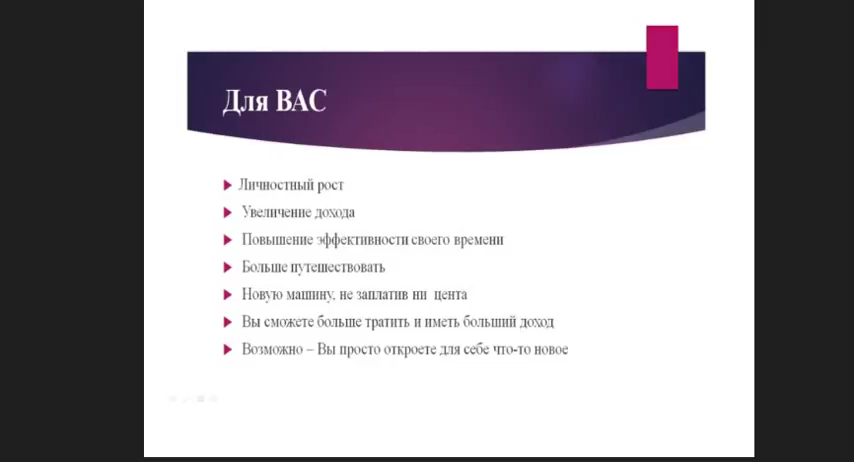 Для ВАС
Личностный рост
Увеличение дохода
Повышение эффективности своего времени
Больше путешествовать
Новую машину, не заплатив ни цента
Вы сможете больше тратить и иметь больший доход
Возможно – Вы просто откроете для себе что-то новое